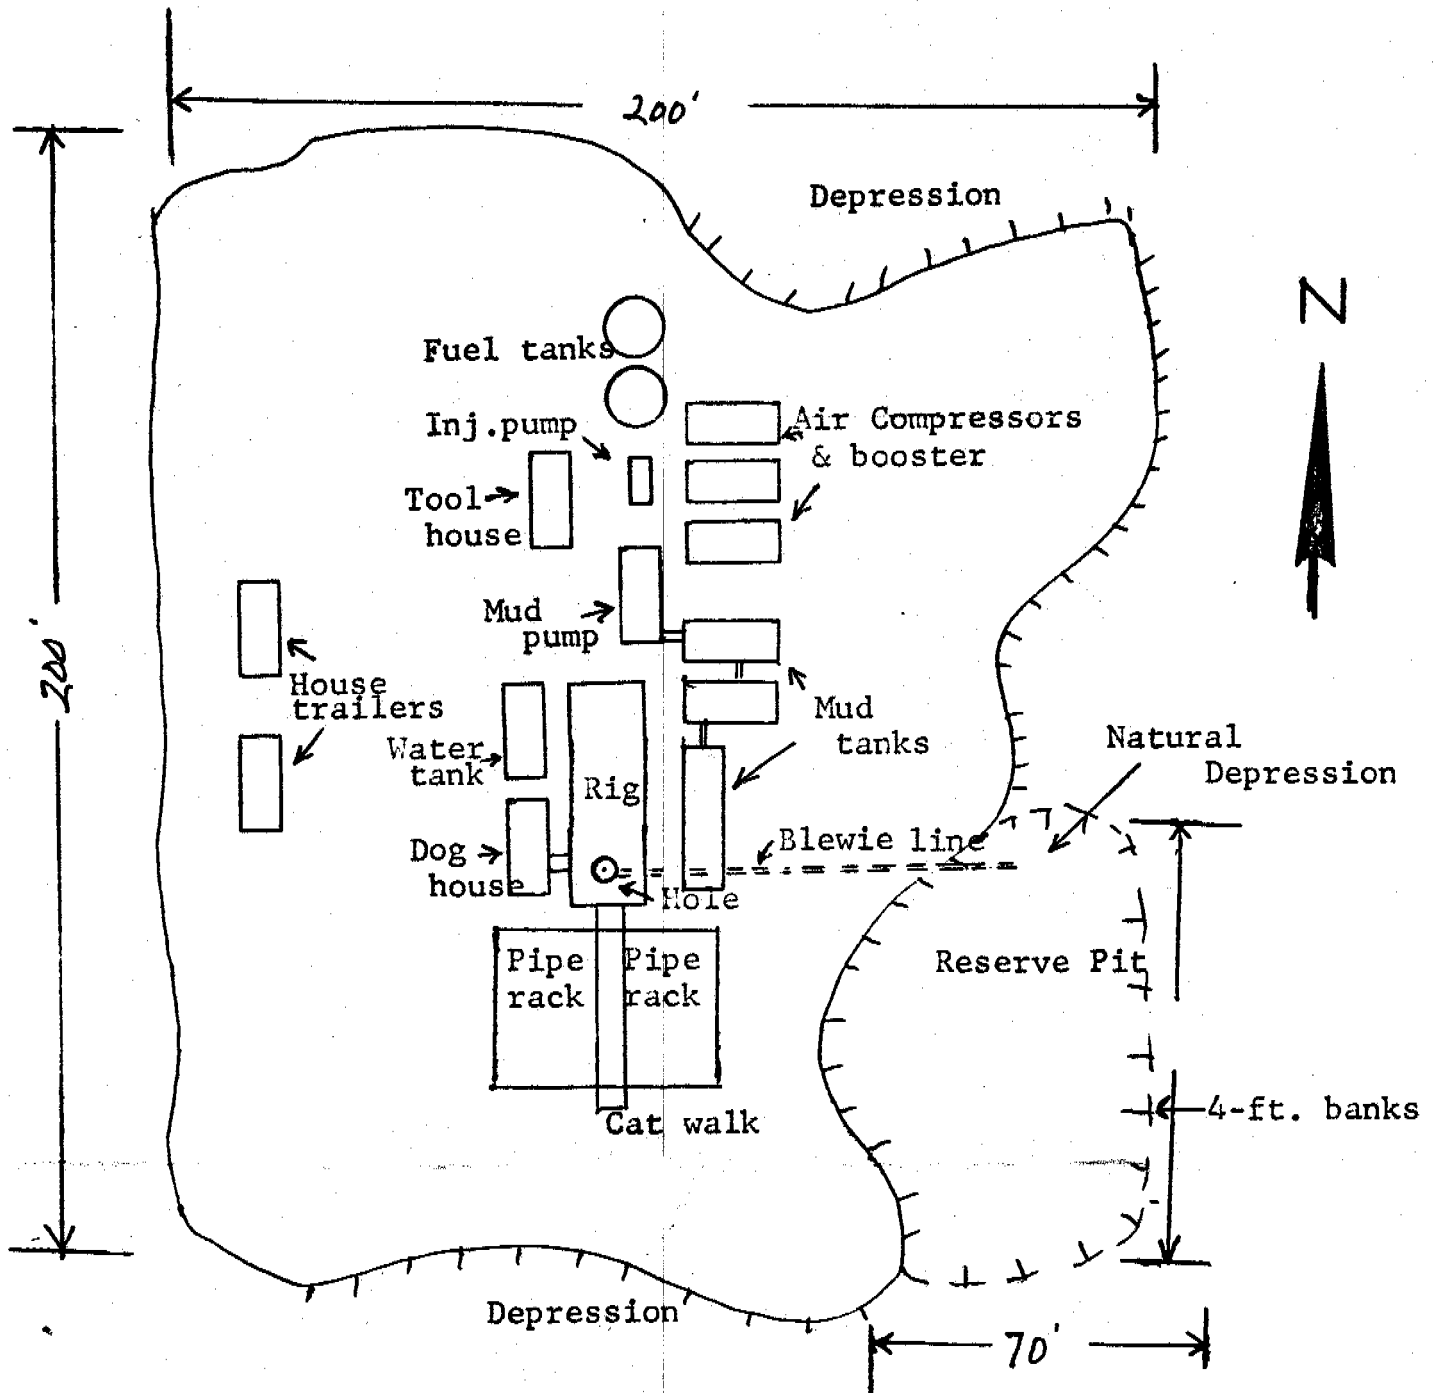 200'
Depression
N
Fuel tanks
Inj.pump
Air Compressors
& booster
Tool
house
Mud
pump
200'
House
trailers
Water
tank
Rig
Mud
tanks
Natural
Depression
Blewie line
Dog
house
Hole
Pipe
rack
Pipe
rack
Reserve Pit
4-ft. banks
Cat walk
Depression
70'